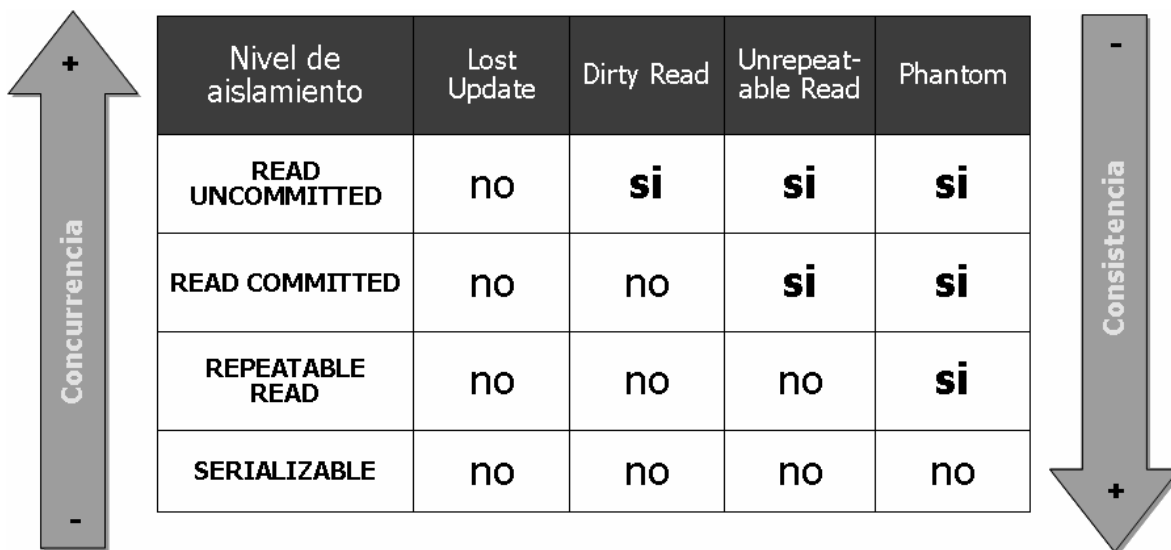 +
Concurrencia
-
Nivel de
aislamiento
Lost
Update
Dirty Read
Unrepeat-
able Read
Phantom
READ
UNCOMMITTED
no
si
si
si
READ COMMITTED
no
no
si
si
REPEATABLE
READ
no
no
no
si
SERIALIZABLE
no
no
no
no
-
Consistencia
+